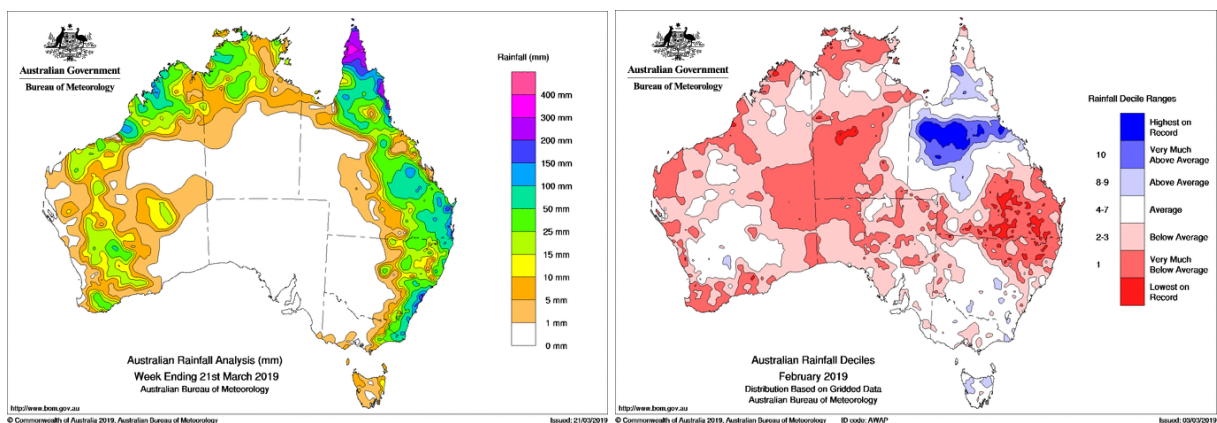 Australian Government
Bureau of Meteorology
Rainfall (mm)
400 mm
300 mm
200 mm
150 mm
100 mm
50 mm
25 mm
15 mm
10 mm
5 mm
1 mm
0 mm
Australian Rainfall Analysis (mm)
Week Ending 21st March 2019
Australian Bureau of Meteorology
http://www.bom.gov.au
© Commonwealth of Australia 2019, Australian Bureau of Meteorology
Issued: 21/03/2019
Australian Government
Bureau of Meteorology
Rainfall Decile Ranges
Highest on
Record
10
Very Much
Above Average
8-9
Above Average
4-7
Average
2-3
Below Average
1
Very Much
Below Average
Lowest on
Record
Australian Rainfall Deciles
February 2019
Distribution Based on Gridded Data
Australian Bureau of Meteorology
http://www.bom.gov.au
© Commonwealth of Australia 2019, Australian Bureau of Meteorology
ID code: AWAP
Issued: 03/03/2019